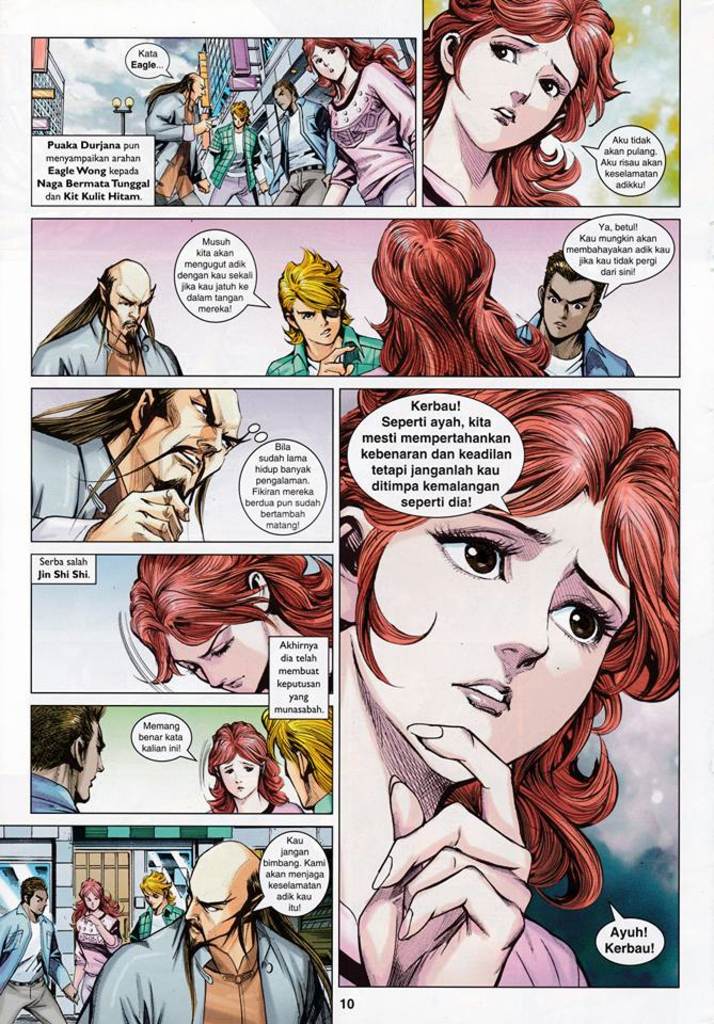 Kata
Eagle...
Puaka Durjana pun
menyampaikan arahan
Eagle Wong kepada
Naga Bermata Tunggal
dan Kit Kulit Hitam.
Aku tidak
akan pulang.
Aku risau akan
keselamatan
adikku!
Musuh
kita akan
mengugut adik
dengan kau sekali
jika kau jatuh ke
dalam tangan
mereka!
Ya, betul!
Kau mungkin akan
membahayakan adik kau
jika kau tidak pergi
dari sini!
Bila
sudah lama
hidup banyak
pengalaman.
Fikiran mereka
berdua pun sudah
bertambah
matang!
Kerbau!
Seperti ayah, kita
mesti mempertahankan
kebenaran dan keadilan
tetapi janganlah kau
ditimpa kemalangan
seperti dia!
Serba salah
Jin Shi Shi.
Akhirnya
dia telah
membuat
keputusan
yang
munasabah.
Memang
benar kata
kalian ini!
Kau
jangan
bimbang. Kami
akan menjaga
keselamatan
adik kau
itu!
Ayuh!
Kerbau!
10